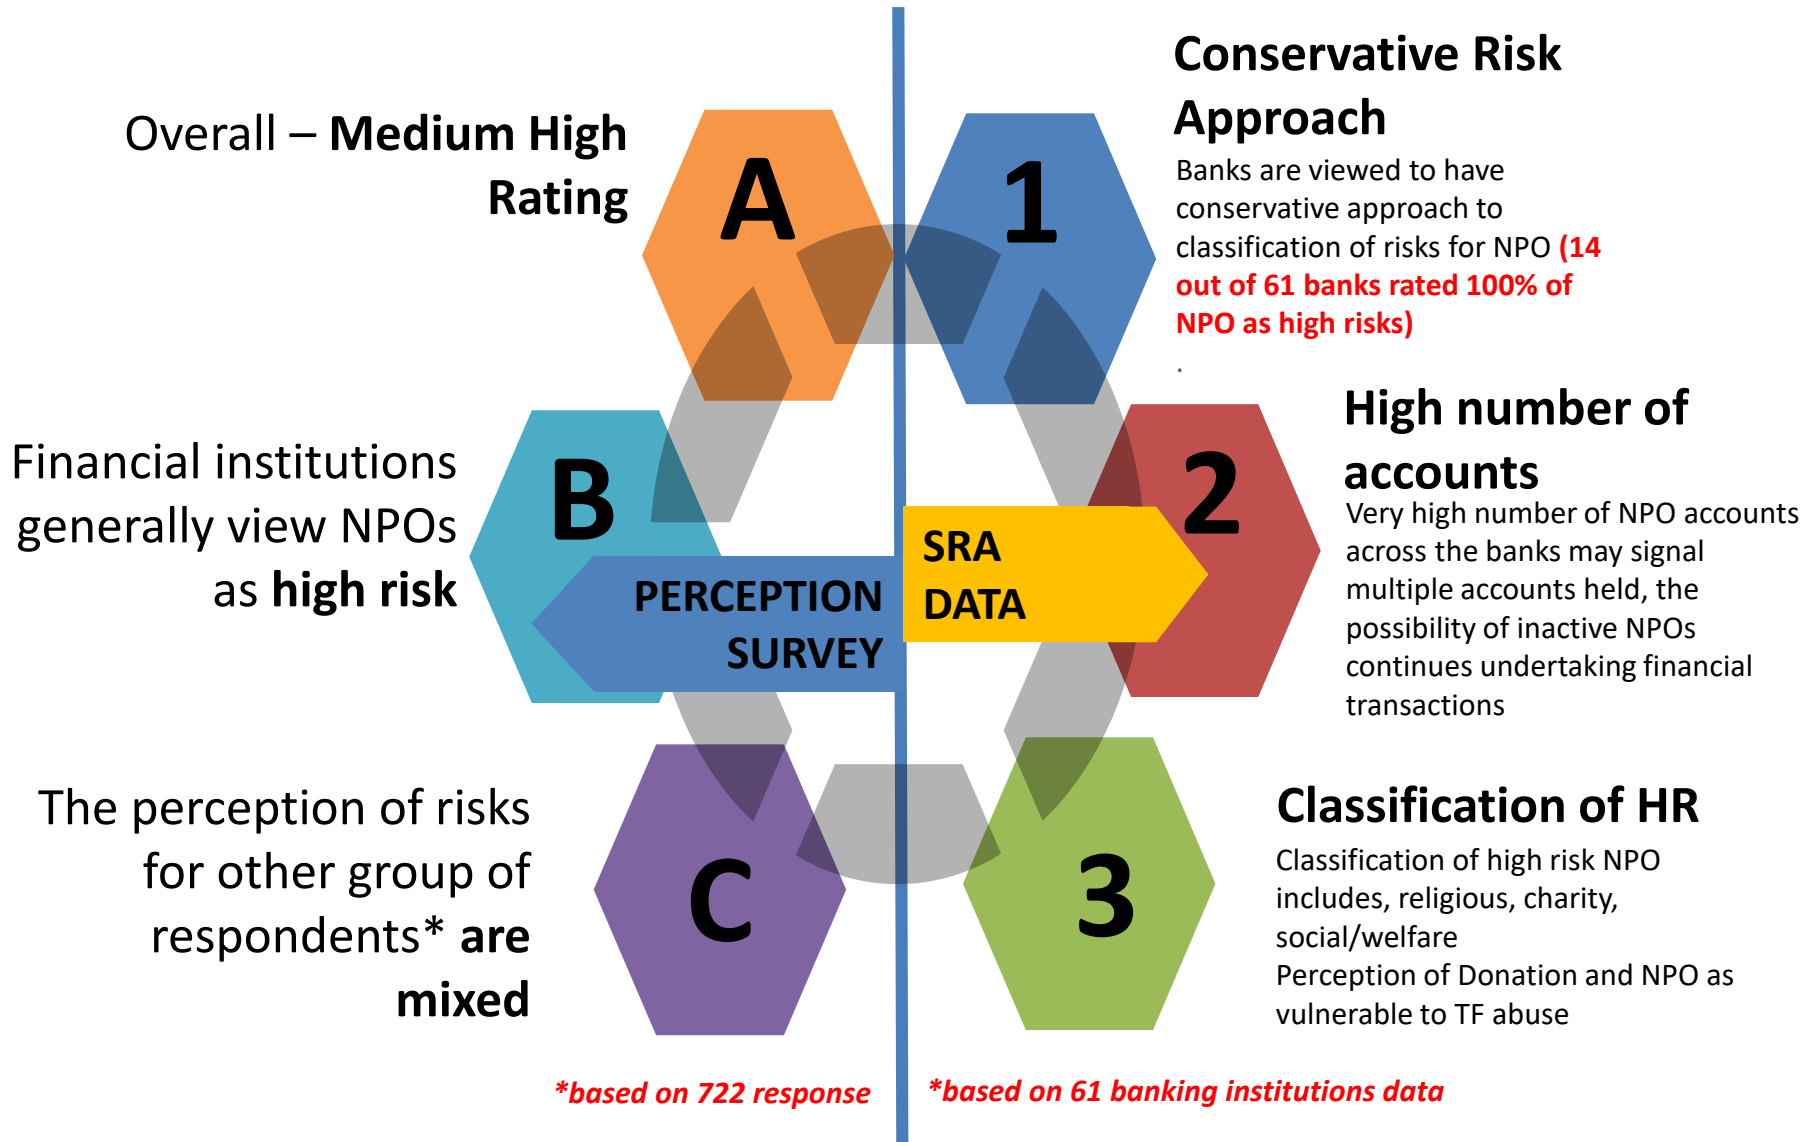 Overall – Medium High
Rating
A
Financial institutions
generally view NPOs
as high risk
B
PERCEPTION
SURVEY
The perception of risks
for other group of
respondents* are
mixed
C
*based on 722 response
1
Conservative Risk
Approach
Banks are viewed to have
conservative approach to
classification of risks for NPO (14
out of 61 banks rated 100% of
NPO as high risks)
.
SRA
DATA
2
High number of
accounts
Very high number of NPO accounts
across the banks may signal
multiple accounts held, the
possibility of inactive NPOs
continues undertaking financial
transactions
3
Classification of HR
Classification of high risk NPO
includes, religious, charity,
social/welfare
Perception of Donation and NPO as
vulnerable to TF abuse
*based on 61 banking institutions data